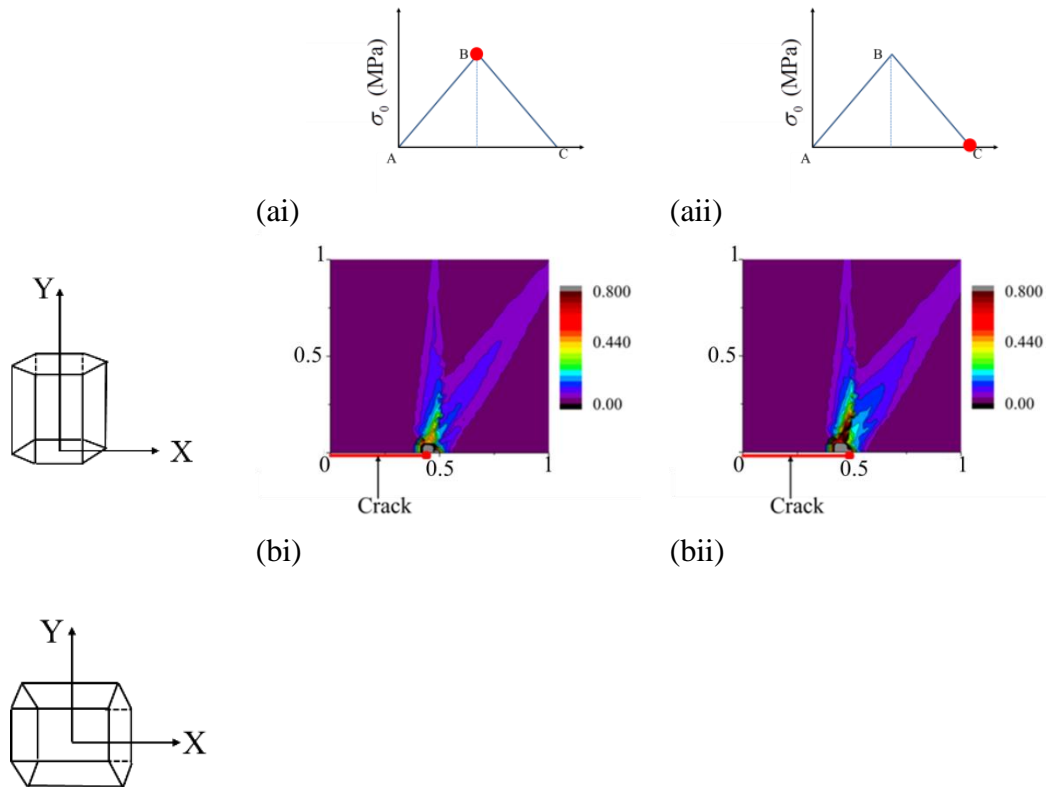 B
σ₀ (MPa)
A
C
(ai)
B
σ₀ (MPa)
A
C
(aii)
Y
X
1
0.5
0
0.5
1
0.800
0.440
0.00
Crack
(bi)
1
0.5
0
0.5
1
0.800
0.440
0.00
Crack
(bii)
Y
X